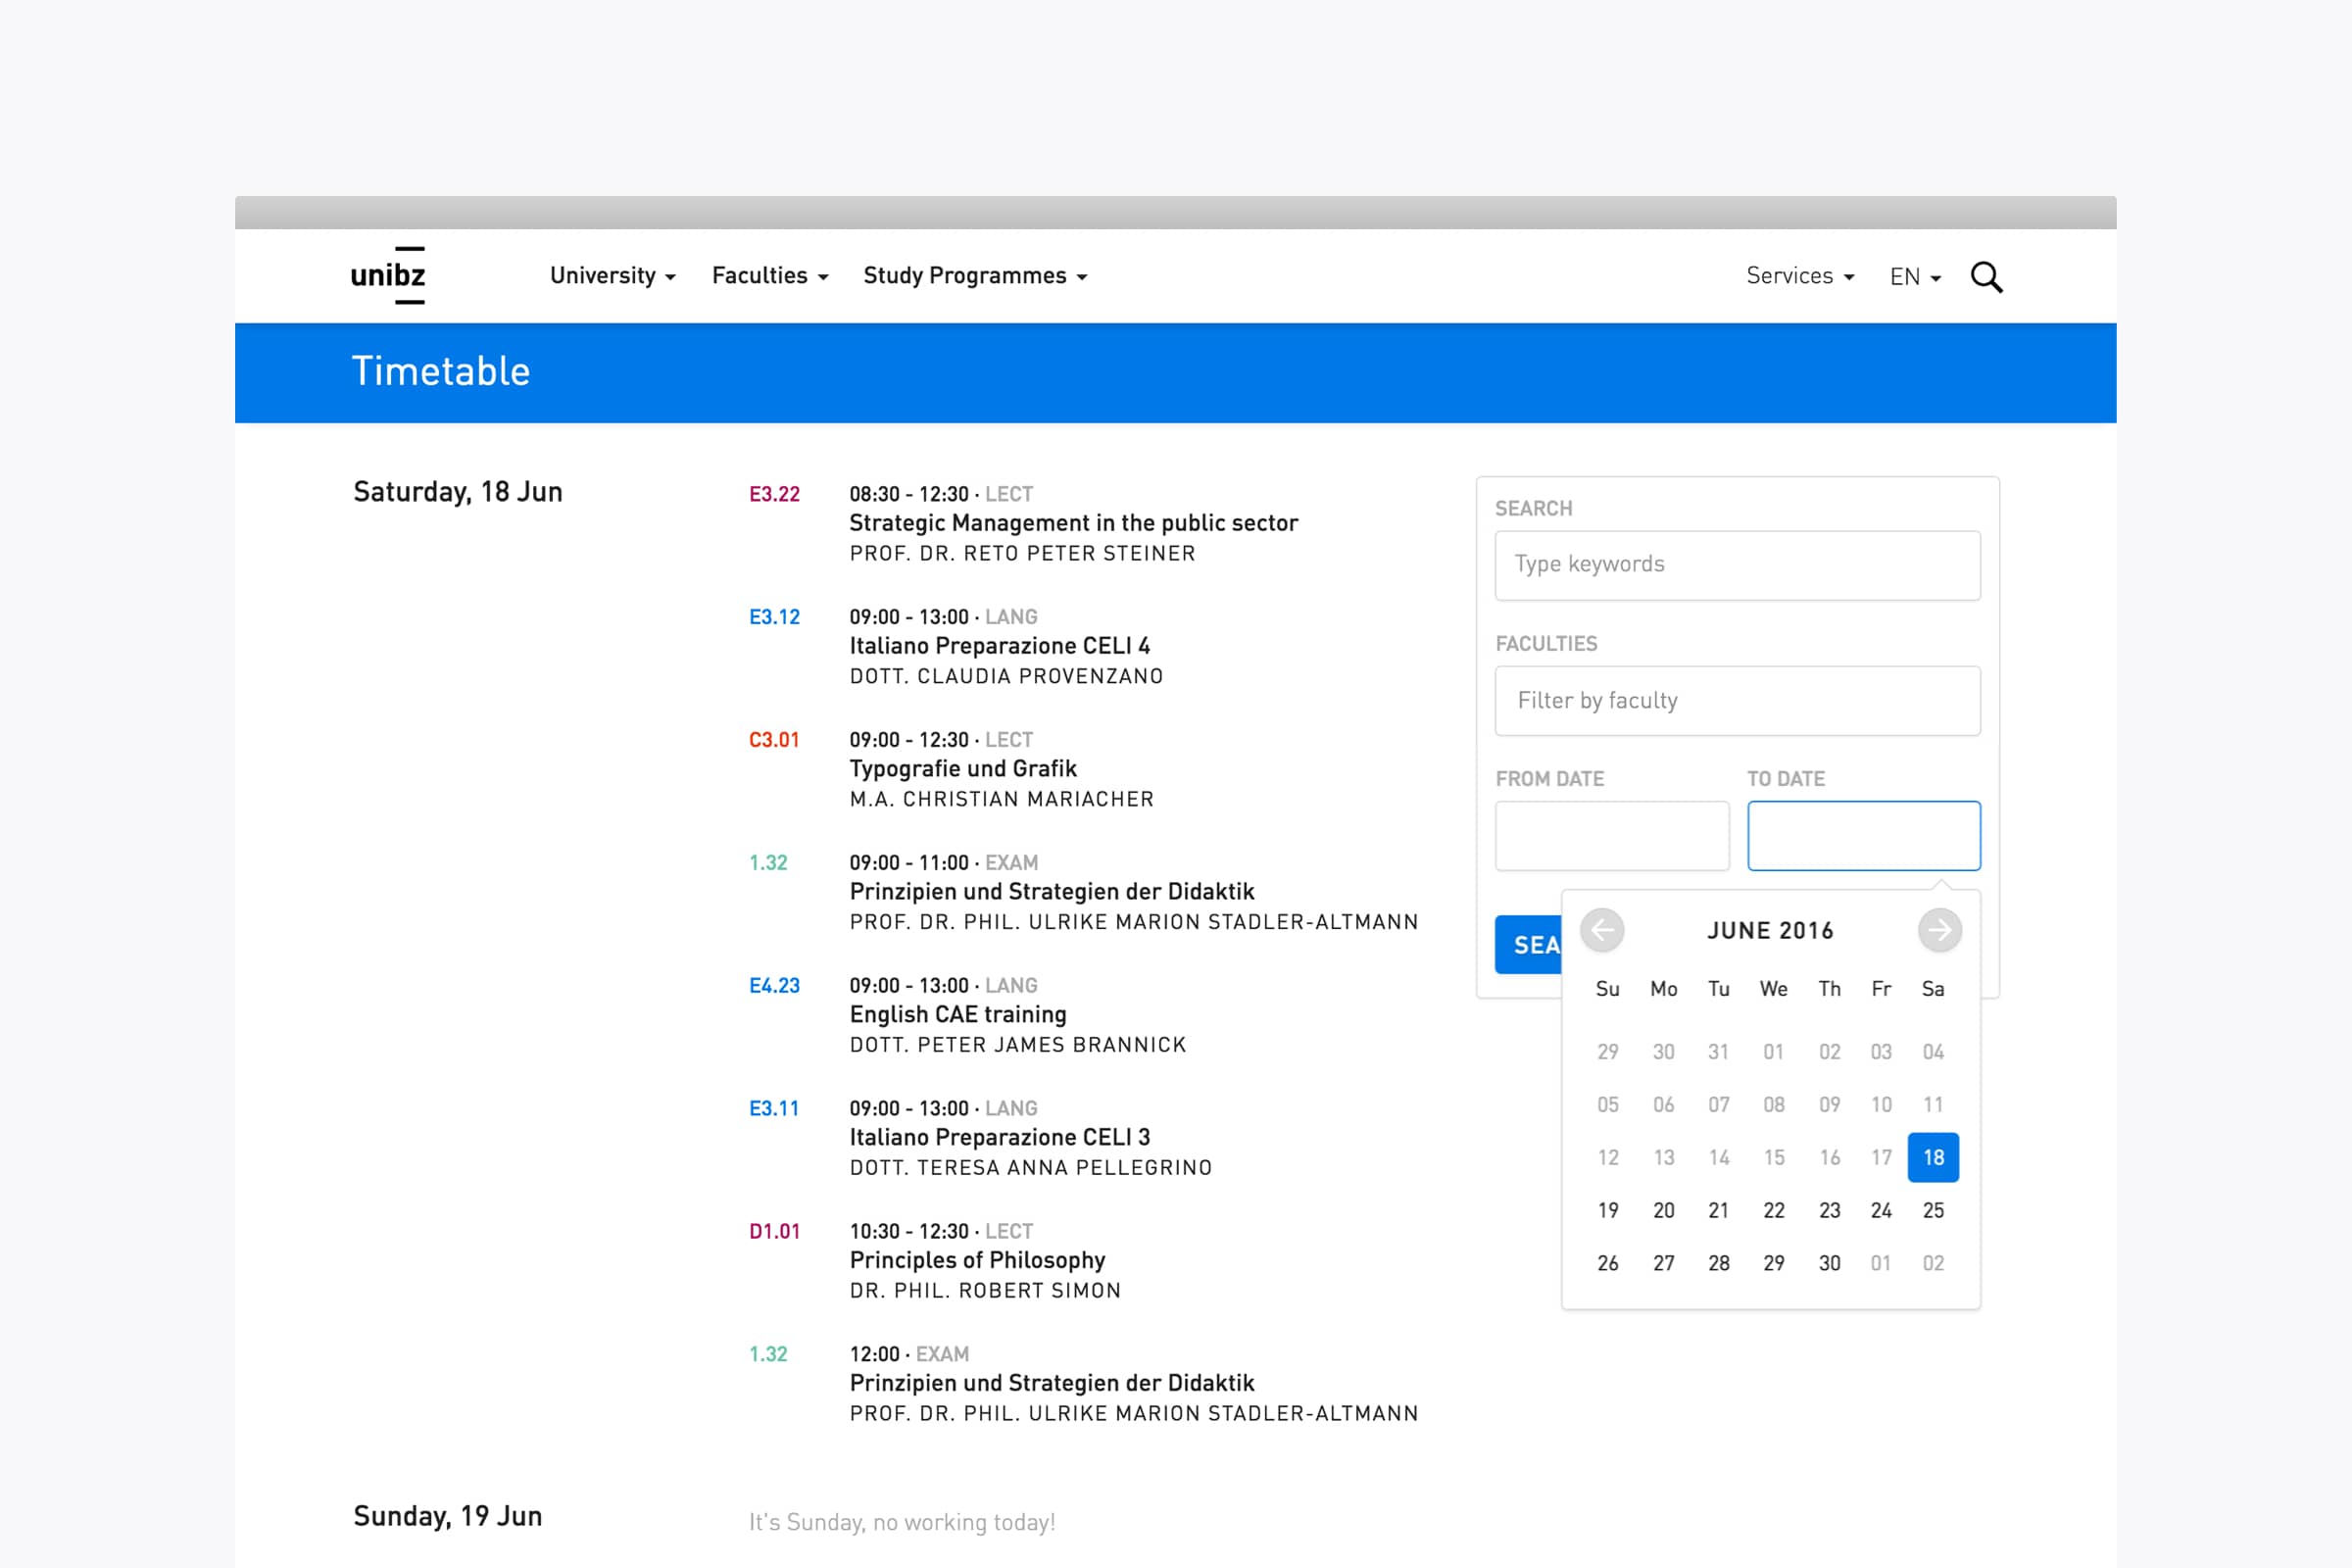 unibz
University
Faculties
Study Programmes
Services
EN
Timetable
Saturday, 18 Jun
E3.22
08:30 - 12:30 · LECT
Strategic Management in the public sector
PROF. DR. RETO PETER STEINER
E3.12
09:00 - 13:00 · LANG
Italiano Preparazione CELI 4
DOTT. CLAUDIA PROVENZANO
C3.01
09:00 - 12:30 · LECT
Typografie und Grafik
M.A. CHRISTIAN MARIACHER
1.32
09:00 - 11:00 · EXAM
Prinzipien und Strategien der Didaktik
PROF. DR. PHIL. ULRIKE MARION STADLER-ALTMANN
E4.23
09:00 - 13:00 · LANG
English CAE training
DOTT. PETER JAMES BRANNICK
E3.11
09:00 - 13:00 · LANG
Italiano Preparazione CELI 3
DOTT. TERESA ANNA PELLEGRINO
D1.01
10:30 - 12:30 · LECT
Principles of Philosophy
DR. PHIL. ROBERT SIMON
1.32
12:00 · EXAM
Prinzipien und Strategien der Didaktik
PROF. DR. PHIL. ULRIKE MARION STADLER-ALTMANN
Sunday, 19 Jun
It's Sunday, no working today!
SEARCH
Type keywords
FACULTIES
Filter by faculty
FROM DATE
TO DATE
SEA
JUNE 2016
Su Mo Tu We Th Fr Sa
29 30 31 01 02 03 04
05 06 07 08 09 10 11
12 13 14 15 16 17 18
19 20 21 22 23 24 25
26 27 28 29 30 01 02